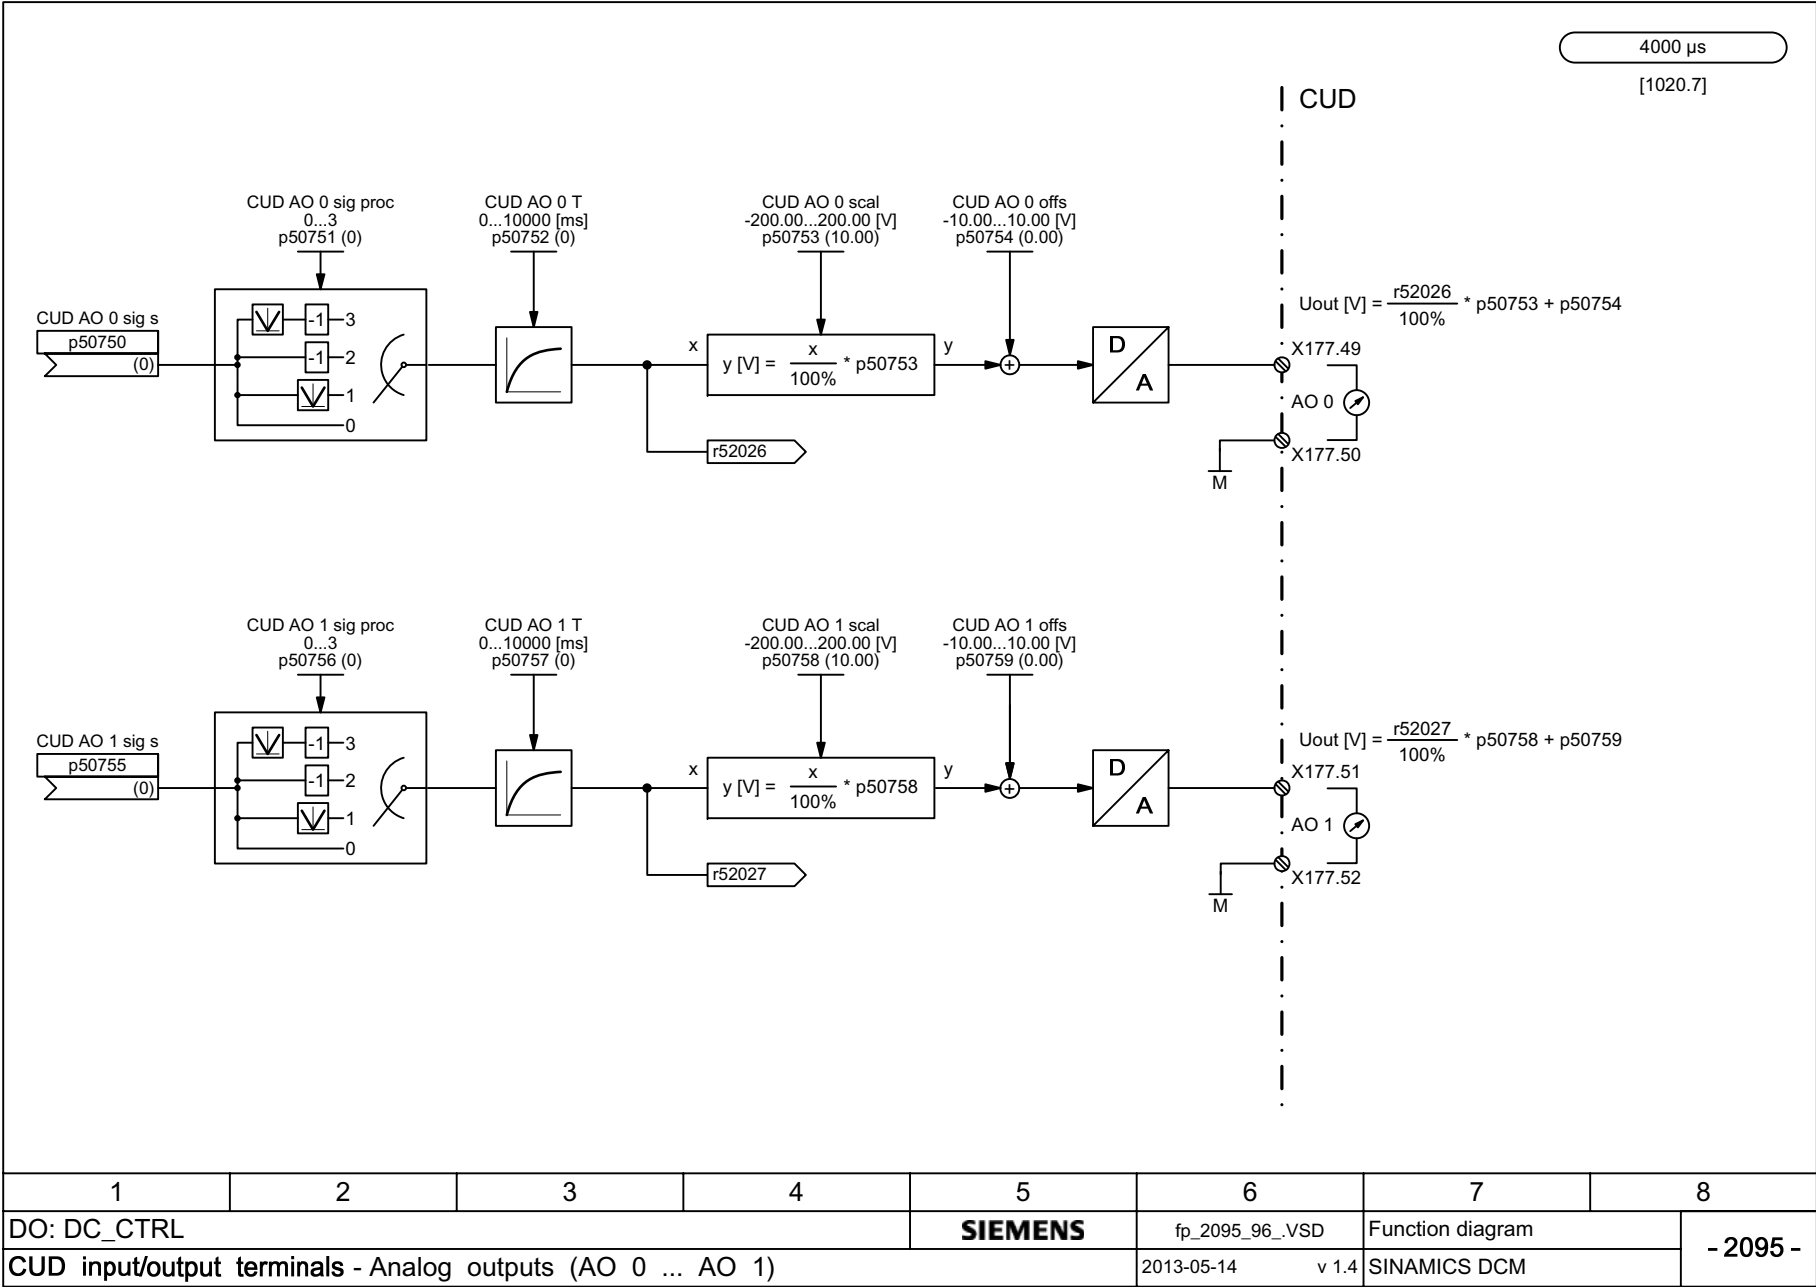 4000 µs
[1020.7]
CUD
CUD AO 0 sig proc
0...3
p50751 (0)
CUD AO 0 T
0...10000 [ms]
p50752 (0)
CUD AO 0 scal
-200.00...200.00 [V]
p50753 (10.00)
CUD AO 0 offs
-10.00...10.00 [V]
p50754 (0.00)
CUD AO 0 sig s
p50750
(0)
-1 3
-1 2
1
0
x
y [V] = x / 100% * p50753
y
D
A
r52026
Uout [V] = r52026 / 100% * p50753 + p50754
X177.49
AO 0
X177.50
M
CUD AO 1 sig proc
0...3
p50756 (0)
CUD AO 1 T
0...10000 [ms]
p50757 (0)
CUD AO 1 scal
-200.00...200.00 [V]
p50758 (10.00)
CUD AO 1 offs
-10.00...10.00 [V]
p50759 (0.00)
CUD AO 1 sig s
p50755
(0)
-1 3
-1 2
1
0
x
y [V] = x / 100% * p50758
y
D
A
r52027
Uout [V] = r52027 / 100% * p50758 + p50759
X177.51
AO 1
X177.52
M
1 2 3 4 5 6 7 8
DO: DC_CTRL
SIEMENS
fp_2095_96_.VSD
Function diagram
- 2095 -
CUD input/output terminals - Analog outputs (AO 0 ... AO 1)
2013-05-14 v 1.4
SINAMICS DCM